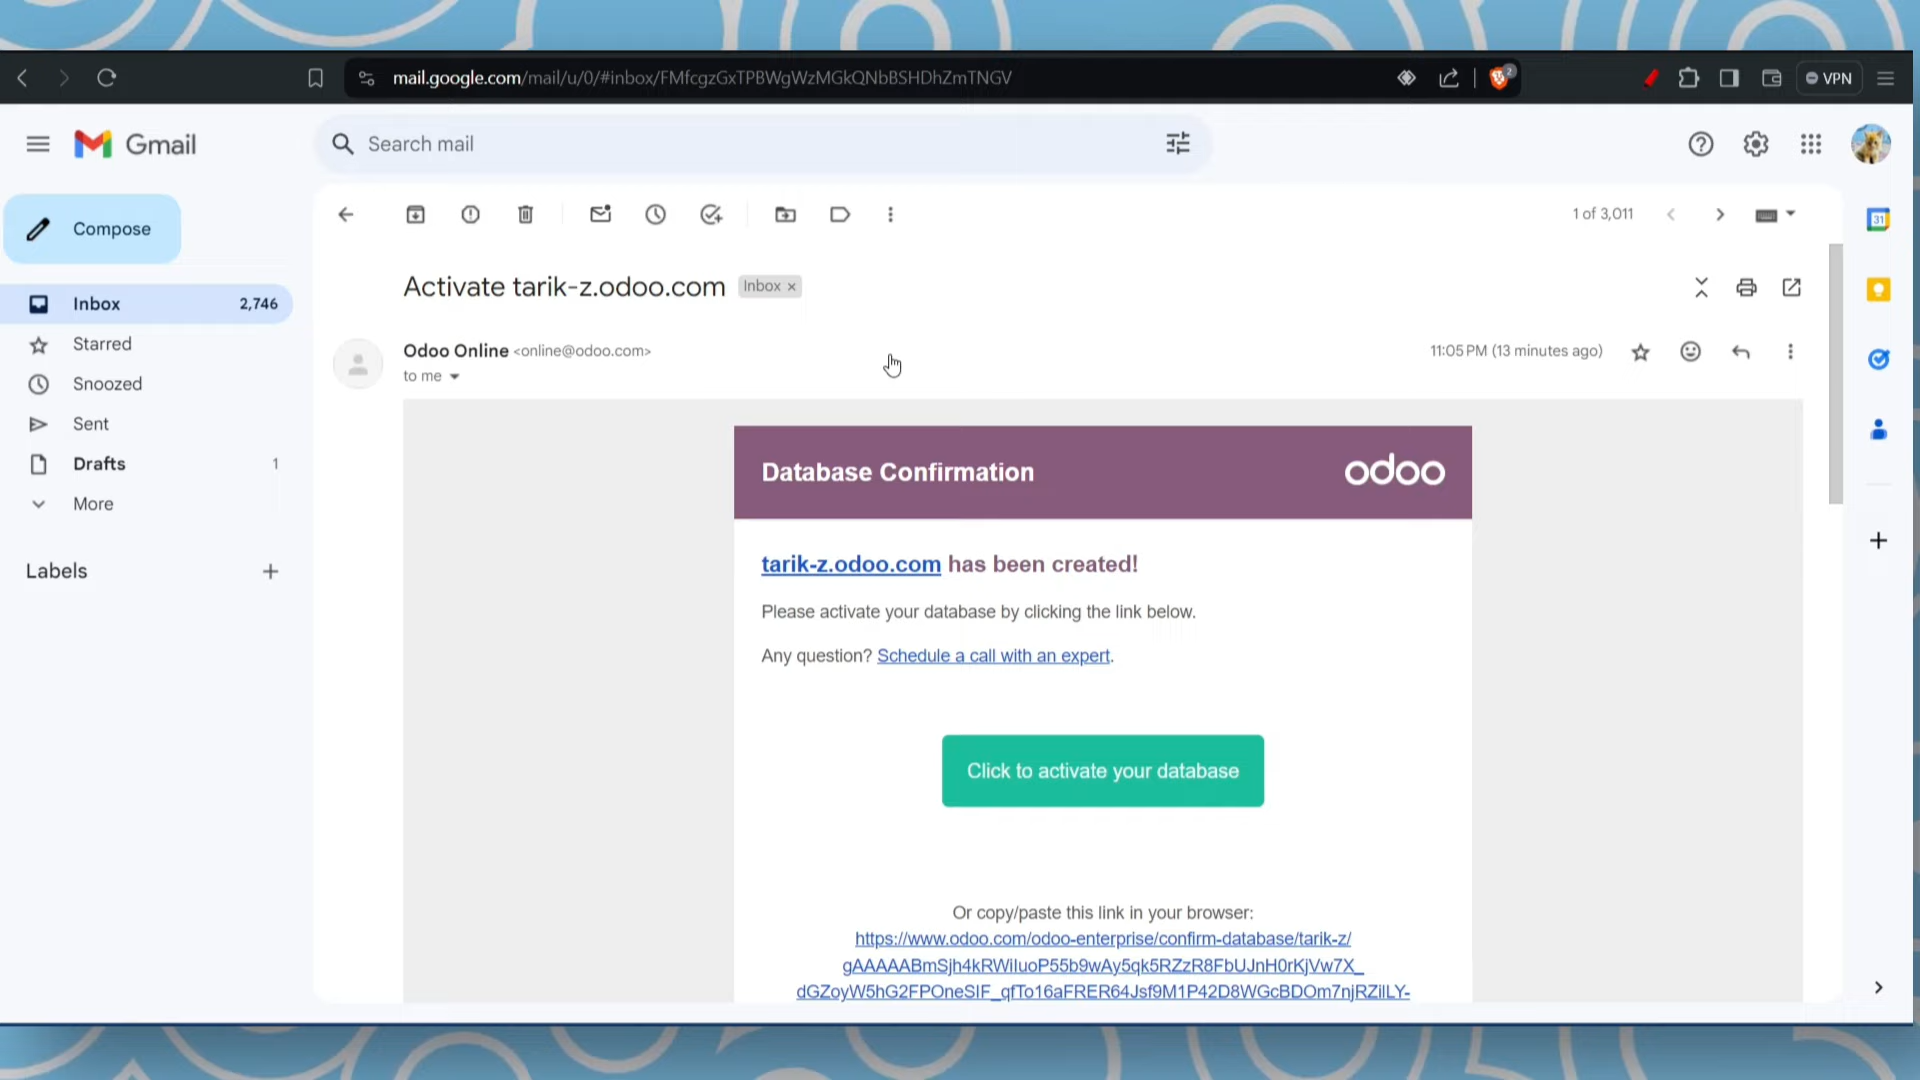 mail.google.com/mail/u/0/#inbox/FMfcgzGxTPBWgWzMGkQNbBSHDhZmTNGV
2
VPN
Gmail
Search mail
Compose
1 of 3,011
31
Activate tarik-z.odoo.com
Inbox ×
Inbox
2,746
Starred
Snoozed
Sent
Drafts
1
More
Labels
Odoo Online <online@odoo.com>
11:05 PM (13 minutes ago)
to me
Database Confirmation
odoo
tarik-z.odoo.com has been created!
Please activate your database by clicking the link below.
Any question? Schedule a call with an expert.
Click to activate your database
Or copy/paste this link in your browser:
https://www.odoo.com/odoo-enterprise/confirm-database/tarik-z/
gAAAAABmSjh4kRWiluoP55b9wAy5qk5RZzR8FbUJnH0rKjVw7X_
dGZoyW5hG2FPOneSIF_qfTo16aFRER64Jsf9M1P42D8WGcBDOm7njRZilLY-